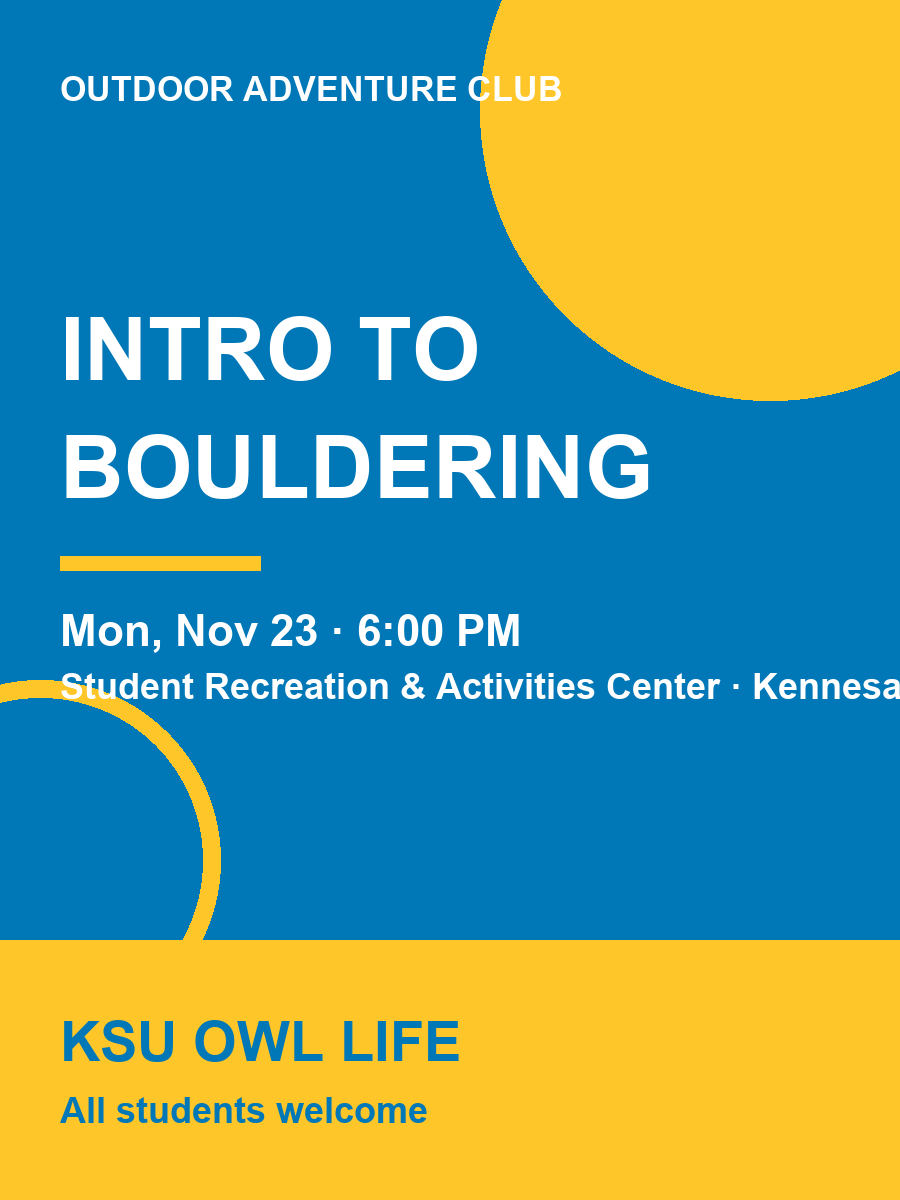 OUTDOOR ADVENTURE CLUB
INTRO TO
BOULDERING
Mon, Nov 23 · 6:00 PM
Student Recreation & Activities Center · Kennesa
KSU OWL LIFE
All students welcome